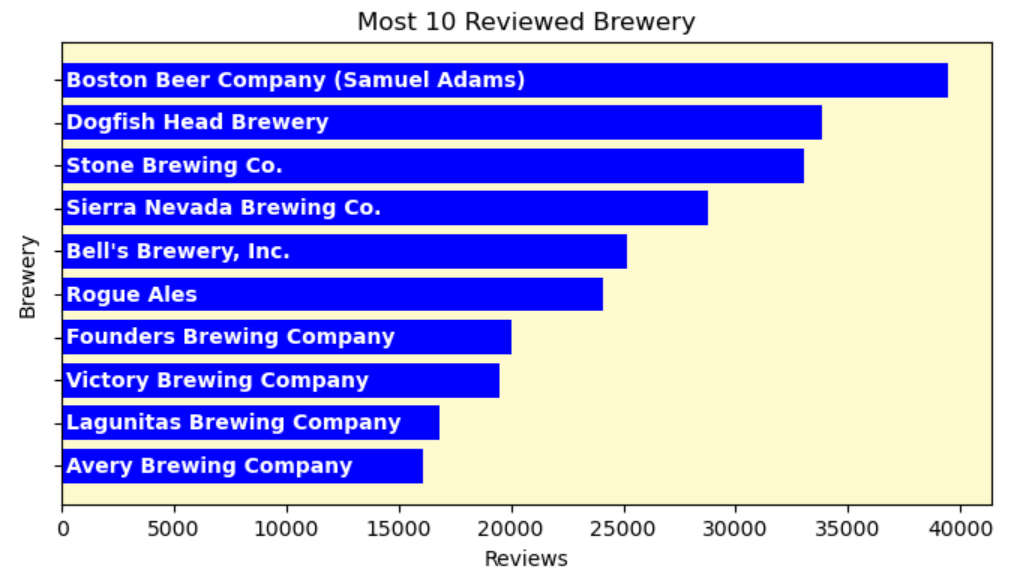 Most 10 Reviewed Brewery
Brewery
Boston Beer Company (Samuel Adams)
Dogfish Head Brewery
Stone Brewing Co.
Sierra Nevada Brewing Co.
Bell's Brewery, Inc.
Rogue Ales
Founders Brewing Company
Victory Brewing Company
Lagunitas Brewing Company
Avery Brewing Company
0 5000 10000 15000 20000 25000 30000 35000 40000
Reviews